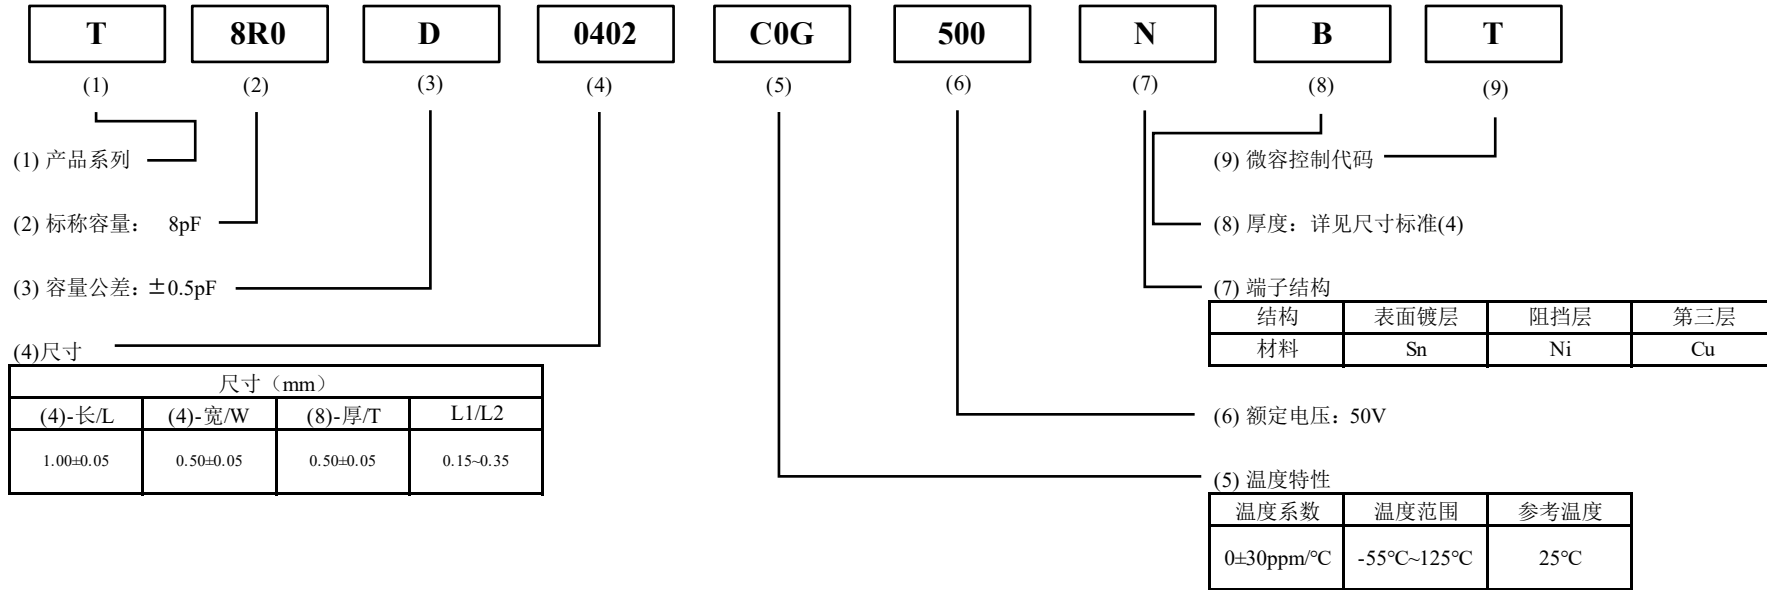 T 8R0 D 0402 C0G 500 N B T
(1) (2) (3) (4) (5) (6) (7) (8) (9)
(1) 产品系列
(9) 微容控制代码
(2) 标称容量： 8pF
(8) 厚度：详见尺寸标准(4)
(3) 容量公差：±0.5pF
(7) 端子结构
结构 表面镀层 阻挡层 第三层
材料 Sn Ni Cu
(4)尺寸
尺寸（mm）
(4)-长/L (4)-宽/W (8)-厚/T L1/L2
1.00±0.05 0.50±0.05 0.50±0.05 0.15~0.35
(6) 额定电压：50V
(5) 温度特性
温度系数 温度范围 参考温度
0±30ppm/℃ -55℃~125℃ 25℃